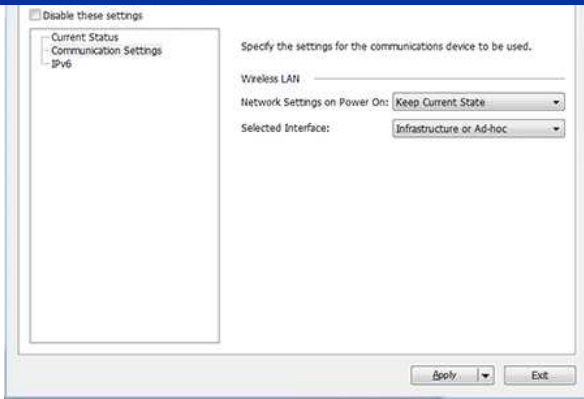 Disable these settings
Current Status
Communication Settings
IPv6
Specify the settings for the communications device to be used.
Wireless LAN
Network Settings on Power On: Keep Current State
Selected Interface: Infrastructure or Ad-hoc
Apply Exit